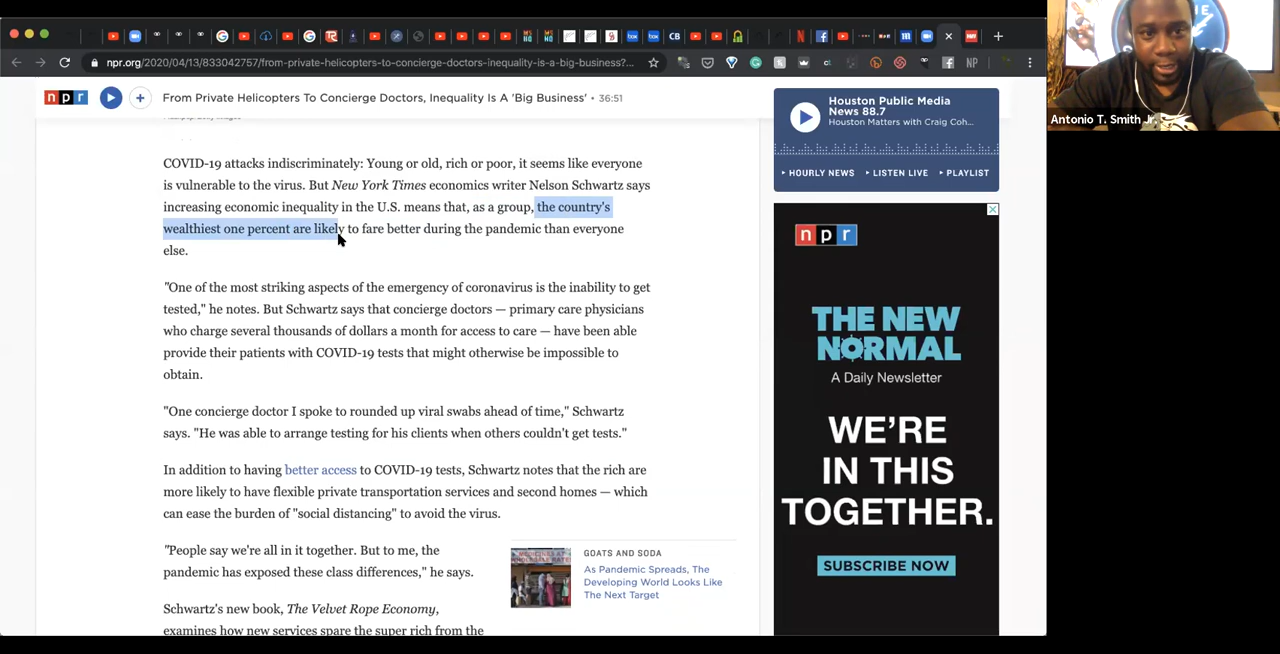 npr.org/2020/04/13/833042757/from-private-helicopters-to-concierge-doctors-inequality-is-a-big-business?...
NP
n p r
From Private Helicopters To Concierge Doctors, Inequality Is A 'Big Business' • 36:51
COVID-19 attacks indiscriminately: Young or old, rich or poor, it seems like everyone
is vulnerable to the virus. But New York Times economics writer Nelson Schwartz says
increasing economic inequality in the U.S. means that, as a group, the country's
wealthiest one percent are likely to fare better during the pandemic than everyone
else.
"One of the most striking aspects of the emergency of coronavirus is the inability to get
tested," he notes. But Schwartz says that concierge doctors — primary care physicians
who charge several thousands of dollars a month for access to care — have been able
provide their patients with COVID-19 tests that might otherwise be impossible to
obtain.
"One concierge doctor I spoke to rounded up viral swabs ahead of time," Schwartz
says. "He was able to arrange testing for his clients when others couldn't get tests."
In addition to having better access to COVID-19 tests, Schwartz notes that the rich are
more likely to have flexible private transportation services and second homes — which
can ease the burden of "social distancing" to avoid the virus.
"People say we're all in it together. But to me, the
pandemic has exposed these class differences," he says.
Schwartz's new book, The Velvet Rope Economy,
examines how new services spare the super rich from the
GOATS AND SODA
As Pandemic Spreads, The
Developing World Looks Like
The Next Target
Houston Public Media
News 88.7
Houston Matters with Craig Coh...
HOURLY NEWS
LISTEN LIVE
PLAYLIST
n p r
THE NEW
NORMAL
A Daily Newsletter
WE'RE
IN THIS
TOGETHER.
SUBSCRIBE NOW
Antonio T. Smith Jr.